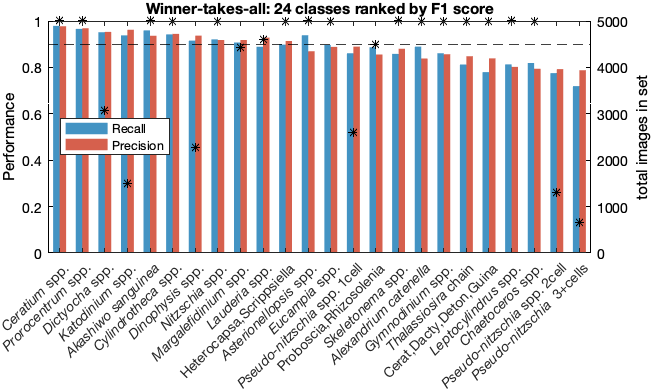 Winner-takes-all: 24 classes ranked by F1 score
1
0.8
0.6
0.4
0.2
0
Performance
5000
4000
3000
2000
1000
0
total images in set
Recall
Precision
Ceratium spp.
Prorocentrum spp.
Dictyocha spp.
Katodinium spp.
Akashiwo sanguinea
Cylindrotheca spp.
Dinophysis spp.
Nitzschia spp.
Margalefidinium spp.
Lauderia spp.
Heterocapsa,Scrippsiella
Asterionellopsis spp.
Eucampia spp.
Pseudo-nitzschia spp. 1cell
Proboscia,Rhizosolenia
Skeletonema spp.
Alexandrium catenella
Gymnodinium spp.
Thalassiosira chain
Cerat,Dacty,Deton,Guina
Leptocylindrus spp.
Chaetoceros spp.
Pseudo-nitzschia spp. 2cell
Pseudo-nitzschia 3+cells